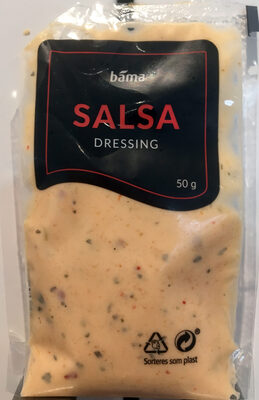 bama
SALSA
DRESSING
50 g
Sorteres som plast